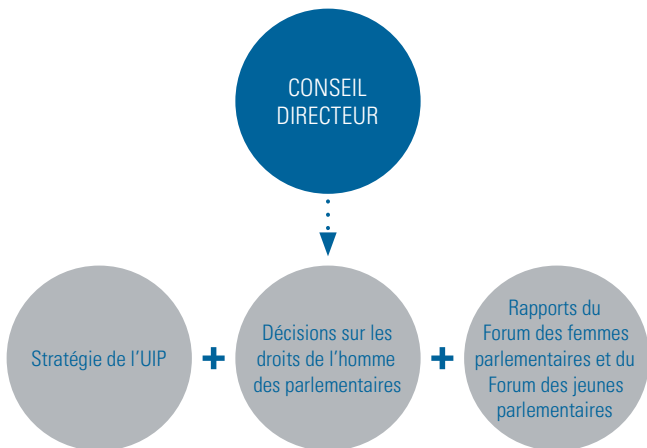 CONSEIL
DIRECTEUR
Stratégie de l’UIP
+
Décisions sur les
droits de l’homme
des parlementaires
+
Rapports du
Forum des femmes
parlementaires et du
Forum des jeunes
parlementaires